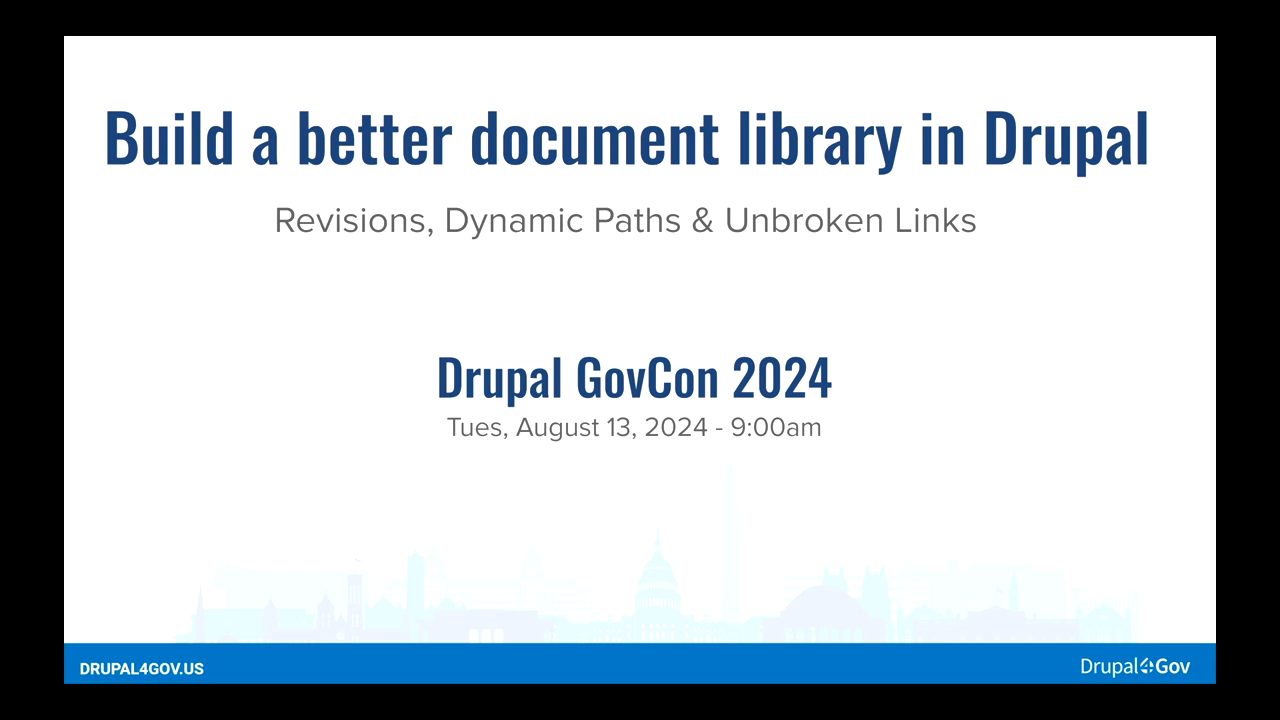 Build a better document library in Drupal
Revisions, Dynamic Paths & Unbroken Links
Drupal GovCon 2024
Tues, August 13, 2024 - 9:00am
DRUPAL4GOV.US
Drupal4Gov